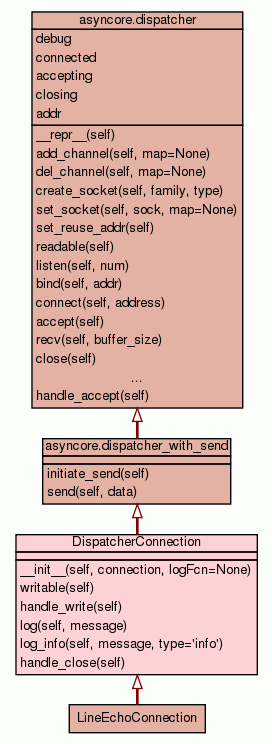 asyncore.dispatcher
debug
connected
accepting
closing
addr
__repr__(self)
add_channel(self, map=None)
del_channel(self, map=None)
create_socket(self, family, type)
set_socket(self, sock, map=None)
set_reuse_addr(self)
readable(self)
listen(self, num)
bind(self, addr)
connect(self, address)
accept(self)
recv(self, buffer_size)
close(self)
...
handle_accept(self)
asyncore.dispatcher_with_send
initiate_send(self)
send(self, data)
DispatcherConnection
__init__(self, connection, logFcn=None)
writable(self)
handle_write(self)
log(self, message)
log_info(self, message, type='info')
handle_close(self)
LineEchoConnection